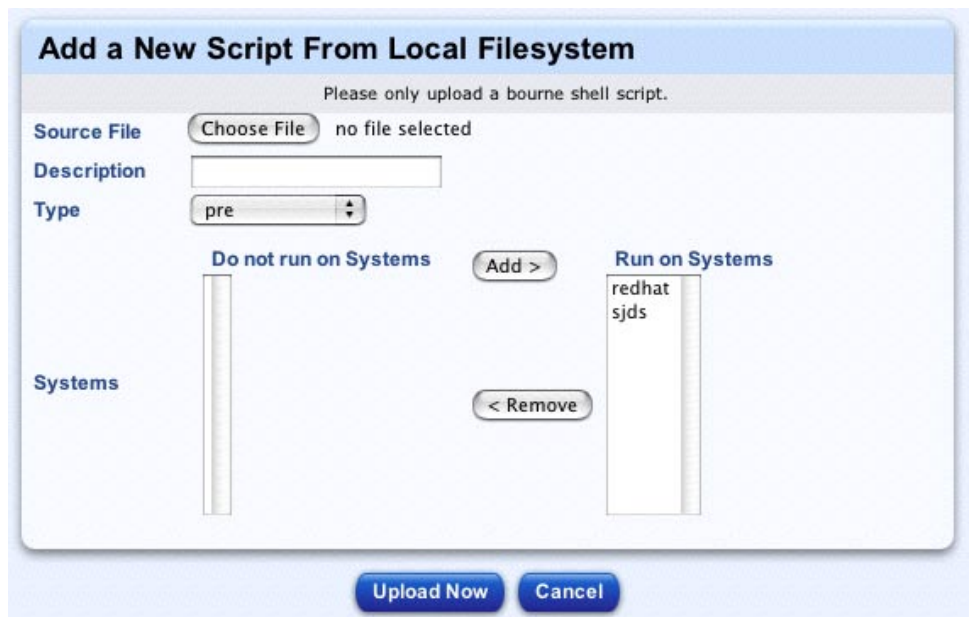 Add a New Script From Local Filesystem
Please only upload a bourne shell script.
Source File Choose File no file selected
Description
Type pre
Do not run on Systems Add > Run on Systems
redhat
sjds
Systems
< Remove
Upload Now Cancel